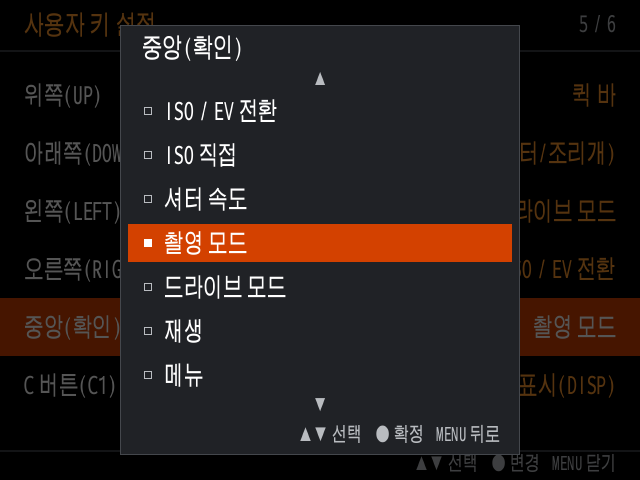 사용자 키 설정 5 / 6
중앙(확인)
▲
위쪽(UP) 퀵 바
ISO / EV 전환
아래쪽(DOW 터/조리개)
ISO 직접
셔터 속도
왼쪽(LEFT) 라이브 모드
촬영 모드
오른쪽(RIG SO / EV 전환
드라이브 모드
중앙(확인) 촬영 모드
재생
메뉴
C 버튼(C1) 표시(DISP)
▼
▲▼ 선택 ● 확정 MENU 뒤로
▲▼ 선택 ● 변경 MENU 닫기